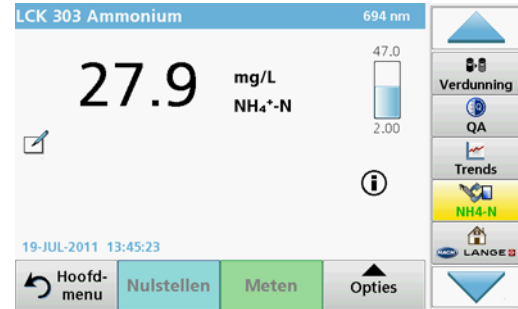 LCK 303 Ammonium 694 nm
47.0
27.9 mg/L
NH₄⁺-N
2.00
19-JUL-2011 13:45:23
Hoofd-
menu
Nulstellen
Meten
Opties
Verdunning
QA
Trends
NH4-N
HACH LANGE